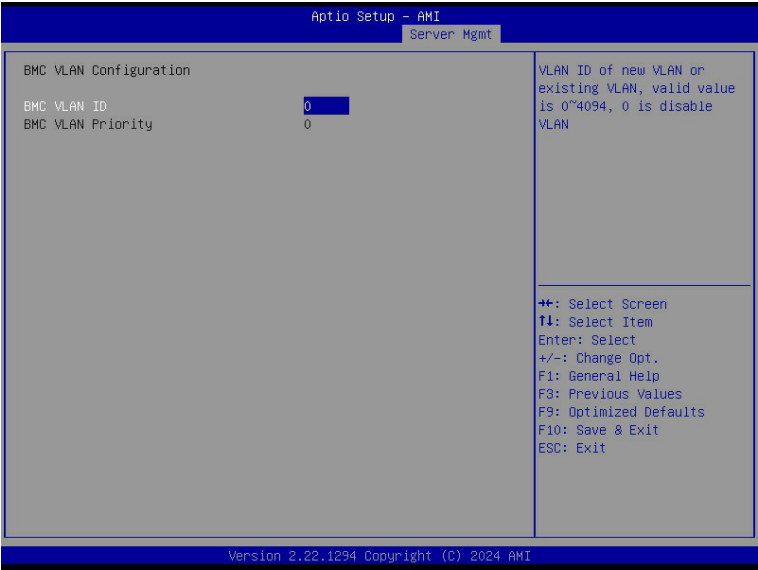 Aptio Setup – AMI
Server Mgmt
BMC VLAN Configuration
BMC VLAN ID 0
BMC VLAN Priority 0
VLAN ID of new VLAN or
existing VLAN, valid value
is 0~4094, 0 is disable
VLAN
→←: Select Screen
↑↓: Select Item
Enter: Select
+/-: Change Opt.
F1: General Help
F3: Previous Values
F9: Optimized Defaults
F10: Save & Exit
ESC: Exit
Version 2.22.1294 Copyright (C) 2024 AMI